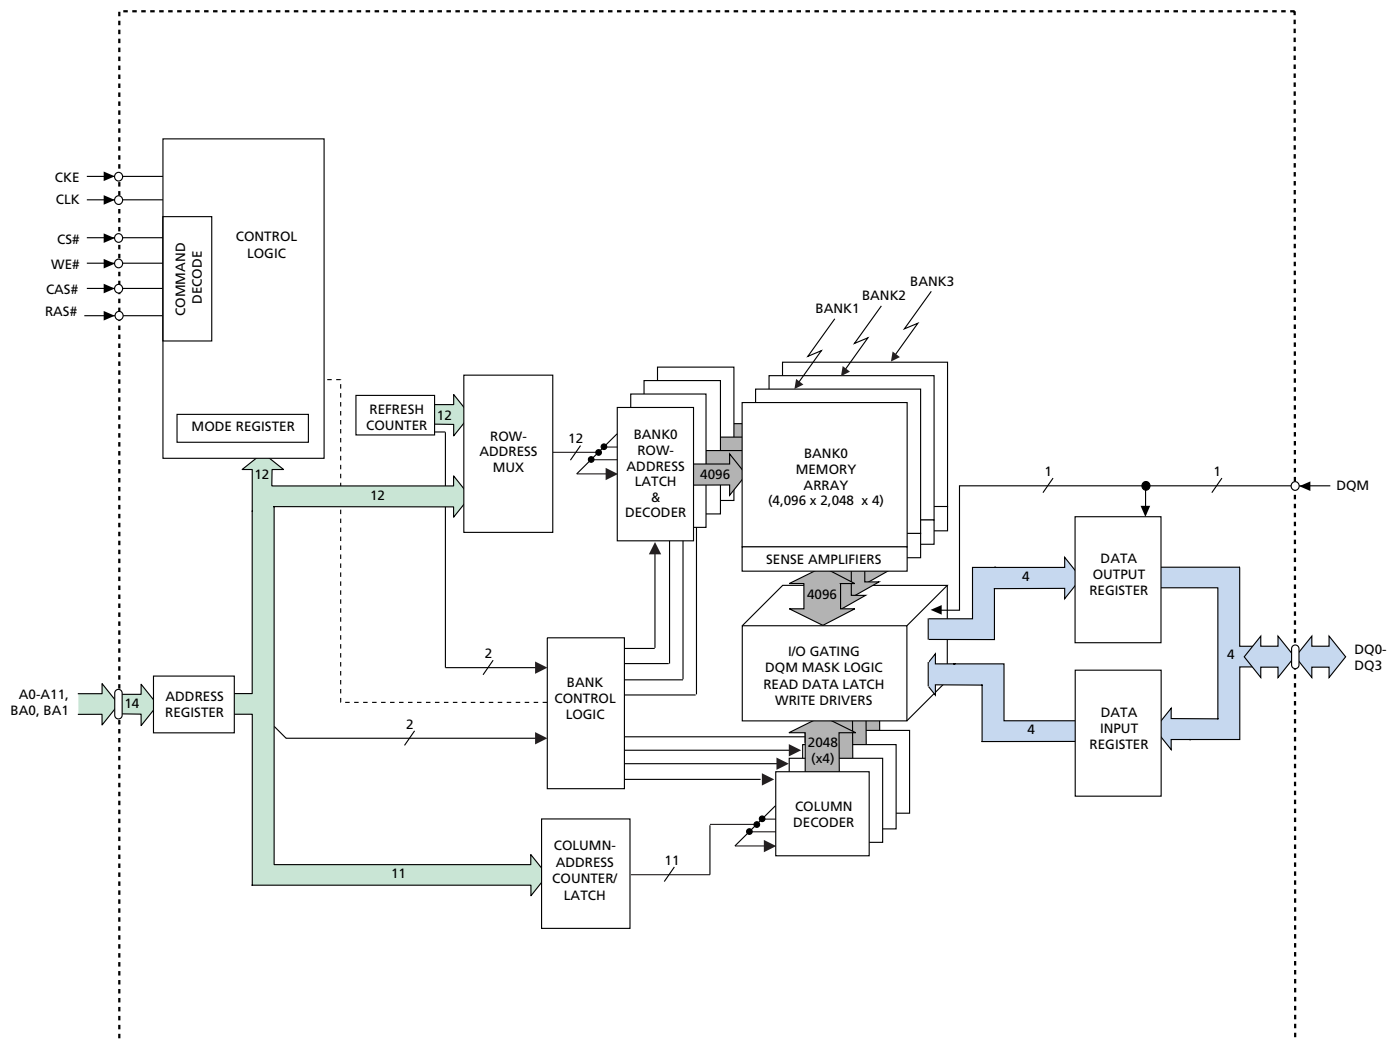 CKE
CLK
CS#
WE#
CAS#
RAS#
COMMAND
DECODE
CONTROL
LOGIC
MODE REGISTER
12
REFRESH
COUNTER
12
12
ROW-
ADDRESS
MUX
12
BANK0
ROW-
ADDRESS
LATCH
&
DECODER
4096
BANK1
BANK2
BANK3
BANK0
MEMORY
ARRAY
(4,096 x 2,048 x 4)
SENSE AMPLIFIERS
4096
I/O GATING
DQM MASK LOGIC
READ DATA LATCH
WRITE DRIVERS
2048
(x4)
COLUMN
DECODER
1
1
DQM
DATA
OUTPUT
REGISTER
4
4
DQ0-
DQ3
DATA
INPUT
REGISTER
4
A0-A11,
BA0, BA1
14
ADDRESS
REGISTER
2
2
BANK
CONTROL
LOGIC
11
COLUMN-
ADDRESS
COUNTER/
LATCH
11